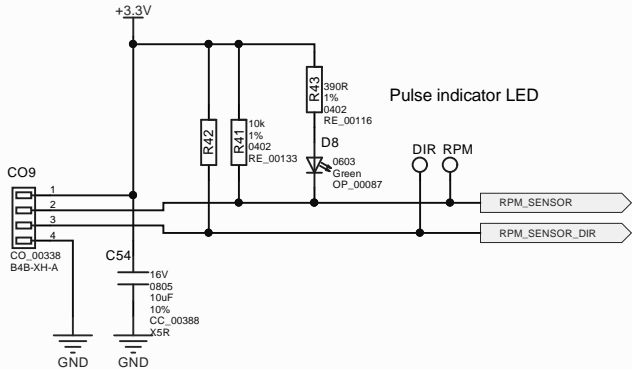 +3.3V
R43
390R
1%
0402
RE_00116
Pulse indicator LED
R42
R41
10k
1%
0402
RE_00133
D8
0603
Green
OP_00087
DIR RPM
CO9
1
2
3
4
CO_00338
B4B-XH-A
RPM_SENSOR
RPM_SENSOR_DIR
C54
16V
0805
10uF
10%
CC_00388
X5R
GND
GND